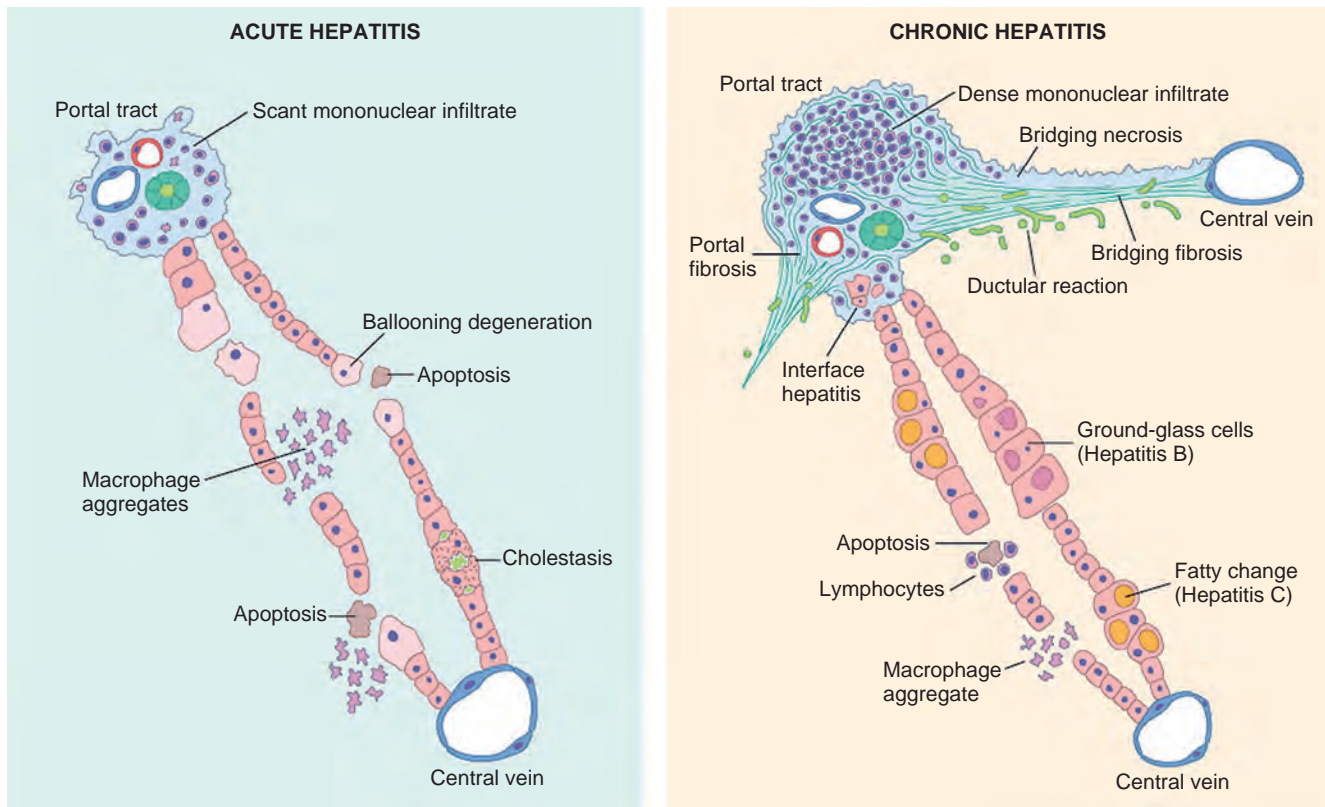 ACUTE HEPATITIS
Portal tract
Scant mononuclear infiltrate
Ballooning degeneration
Apoptosis
Macrophage
aggregates
Cholestasis
Apoptosis
Central vein
CHRONIC HEPATITIS
Portal tract
Dense mononuclear infiltrate
Bridging necrosis
Central vein
Portal
fibrosis
Bridging fibrosis
Ductular reaction
Interface
hepatitis
Ground-glass cells
(Hepatitis B)
Apoptosis
Lymphocytes
Fatty change
(Hepatitis C)
Macrophage
aggregate
Central vein